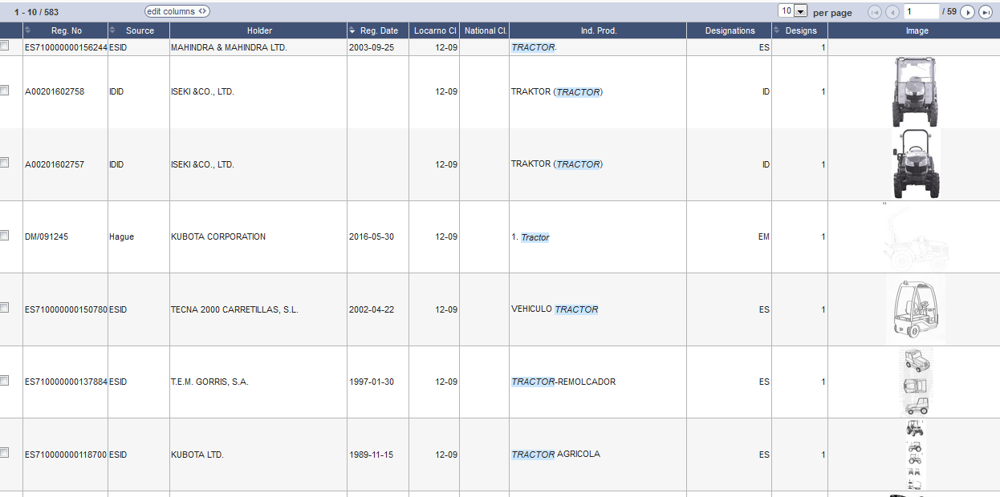 1 - 10 / 583 edit columns 10 per page 1 / 59
Reg. No Source Holder Reg. Date Locarno Cl National Cl. Ind. Prod. Designations Designs Image
ES710000000156244 ESID MAHINDRA & MAHINDRA LTD. 2003-09-25 12-09 TRACTOR. ES 1
A00201602758 IDID ISEKI &CO., LTD. 12-09 TRAKTOR (TRACTOR) ID 1
A00201602757 IDID ISEKI &CO., LTD. 12-09 TRAKTOR (TRACTOR) ID 1
DM/091245 Hague KUBOTA CORPORATION 2016-05-30 12-09 1. Tractor EM 1
ES710000000150780 ESID TECNA 2000 CARRETILLAS, S.L. 2002-04-22 12-09 VEHICULO TRACTOR ES 1
ES710000000137884 ESID T.E.M. GORRIS, S.A. 1997-01-30 12-09 TRACTOR-REMOLCADOR ES 1
ES710000000118700 ESID KUBOTA LTD. 1989-11-15 12-09 TRACTOR AGRICOLA ES 1